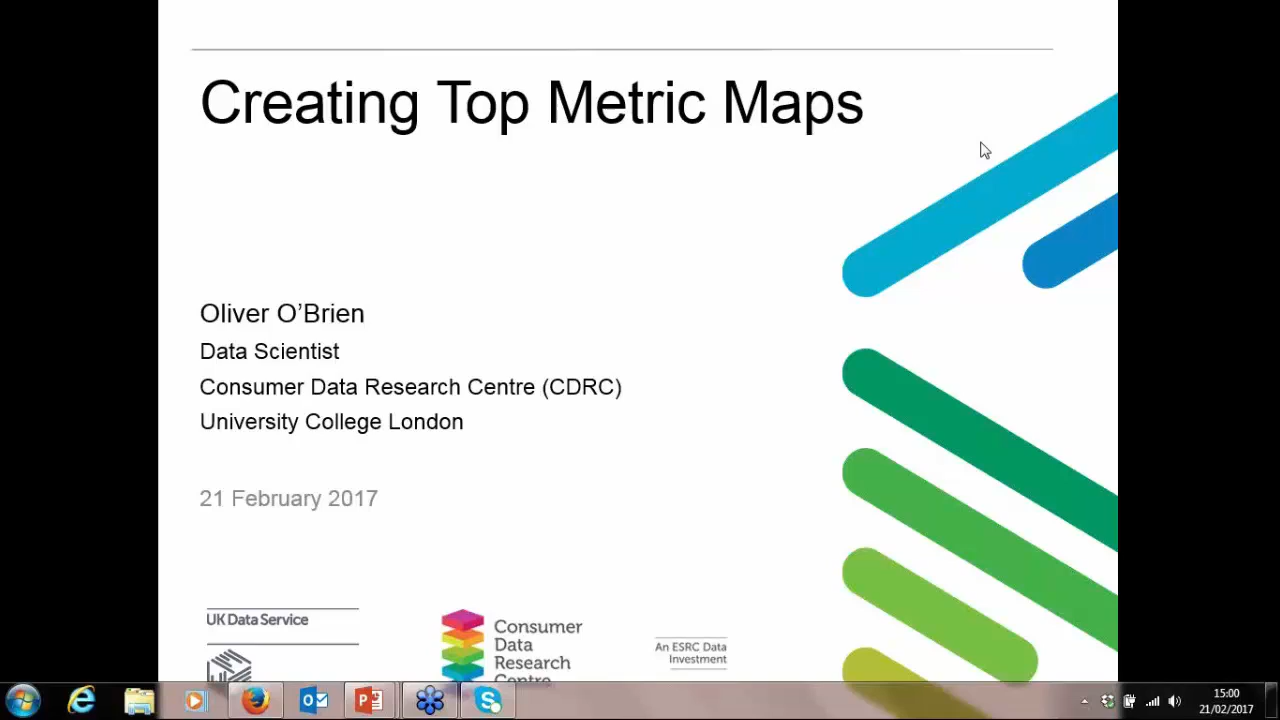 Creating Top Metric Maps
Oliver O’Brien
Data Scientist
Consumer Data Research Centre (CDRC)
University College London
21 February 2017
UK Data Service
Consumer
Data
Research
Centre
An ESRC Data
Investment
15:00
21/02/2017